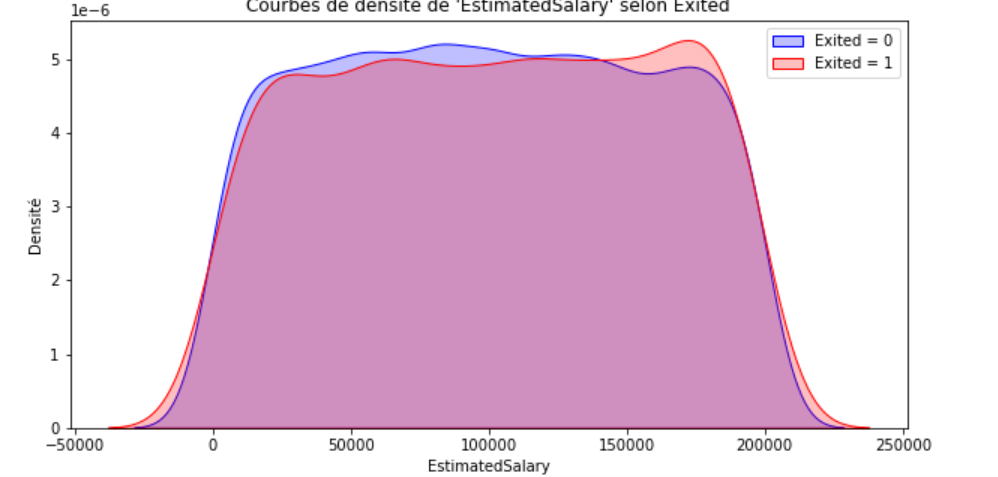 Courbes de densité de 'EstimatedSalary' selon Exited
1e−6
Exited = 0
Exited = 1
5
4
3
2
1
0
Densité
−50000 0 50000 100000 150000 200000 250000
EstimatedSalary